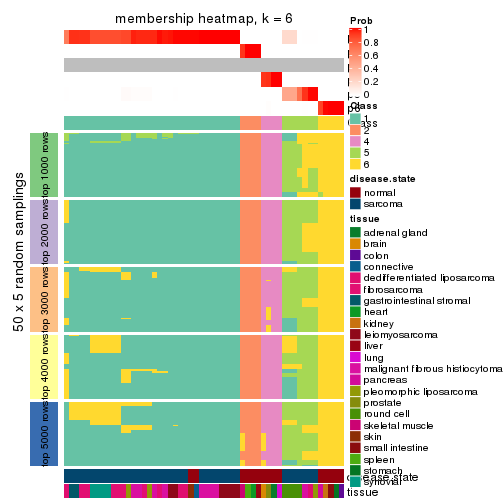 membership heatmap, k = 6
50 x 5 random samplings
top 1000 rows
top 2000 rows
top 3000 rows
top 4000 rows
top 5000 rows
Prob
1
0.8
0.6
0.4
0.2
0
Class
1
2
4
5
6
disease.state
normal
sarcoma
tissue
adrenal gland
brain
colon
connective
dedifferentiated liposarcoma
fibrosarcoma
gastrointestinal stromal
heart
kidney
leiomyosarcoma
liver
lung
malignant fibrous histiocytoma
pancreas
pleomorphic liposarcoma
prostate
round cell
skeletal muscle
skin
small intestine
spleen
stomach
synovial
disease.state
tissue